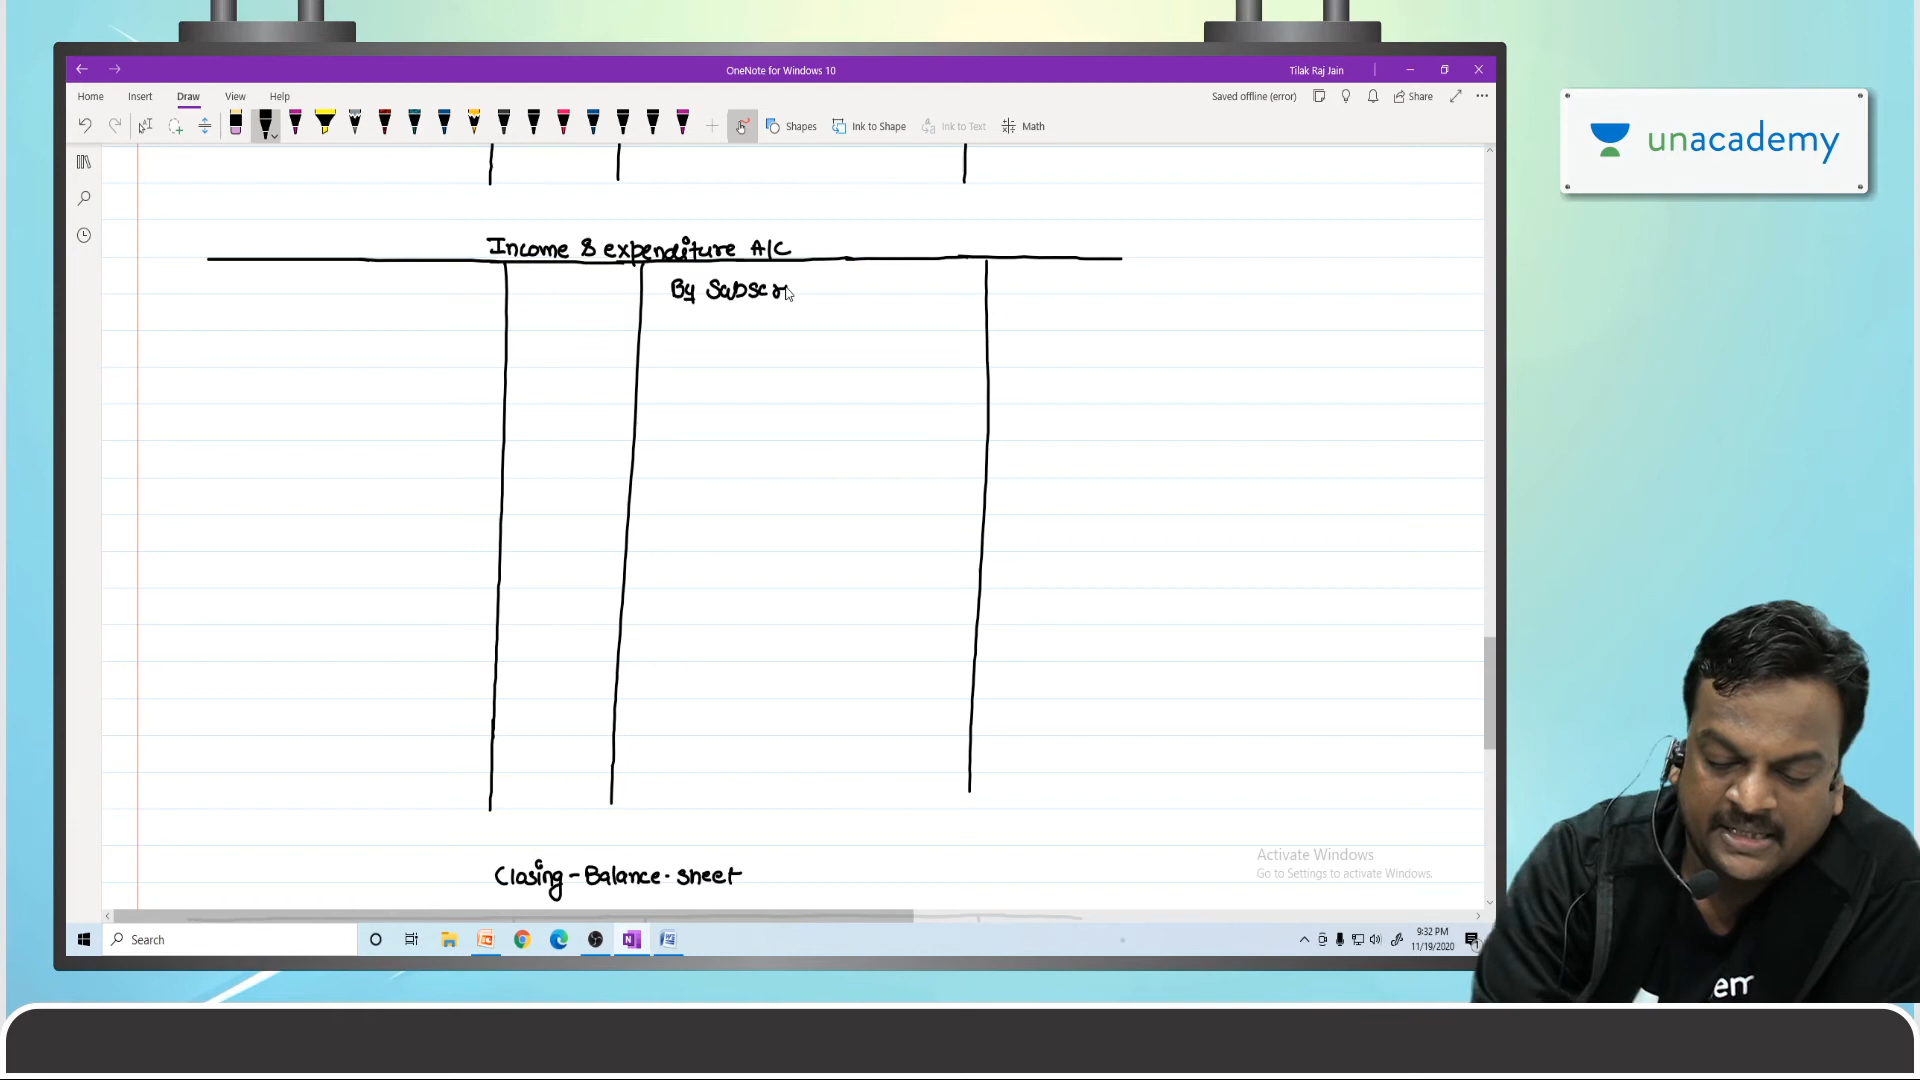 OneNote for Windows 10
Tilak Raj Jain
Home Insert Draw View Help
Saved offline (error)
Share
Shapes
Ink to Shape
Ink to Text
Math
unacademy
Income & expenditure A/C
By Subscr
Closing-Balance-sheet
Activate Windows
Go to Settings to activate Windows.
Search
9:32 PM
11/19/2020
em